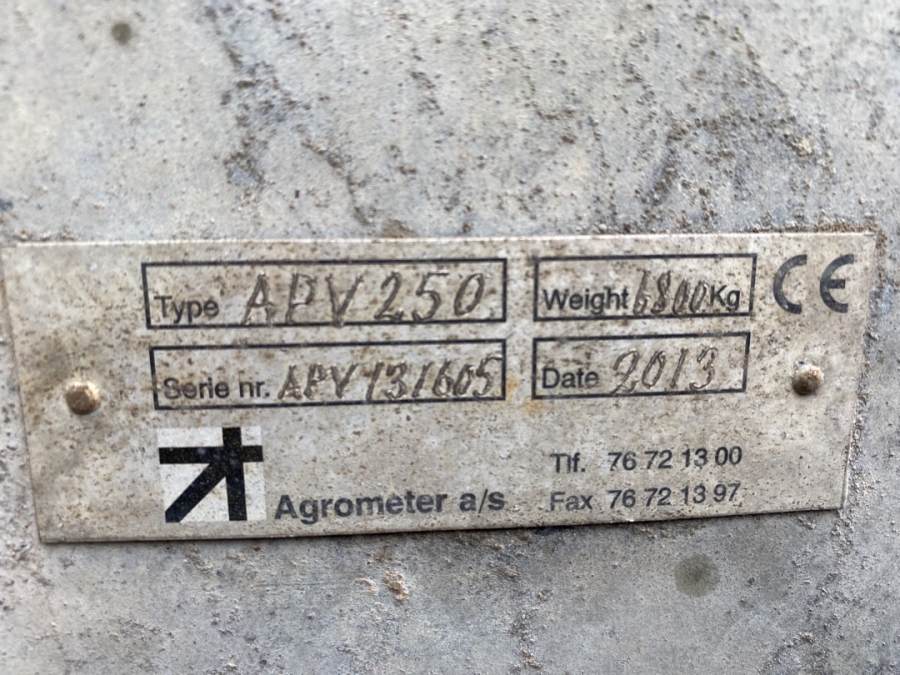 Type APV 250 Weight 6800 Kg CE
Serie nr. APV 131605 Date 2013
Tlf. 76 72 13 00
Agrometer a/s Fax 76 72 13 97